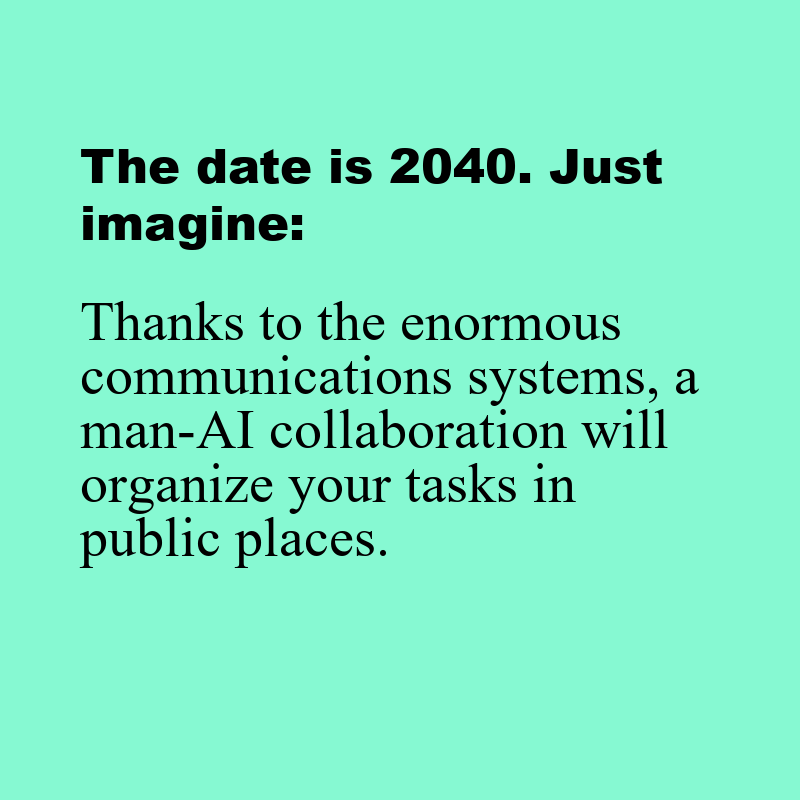 The date is 2040. Just
imagine:
Thanks to the enormous
communications systems, a
man-AI collaboration will
organize your tasks in
public places.